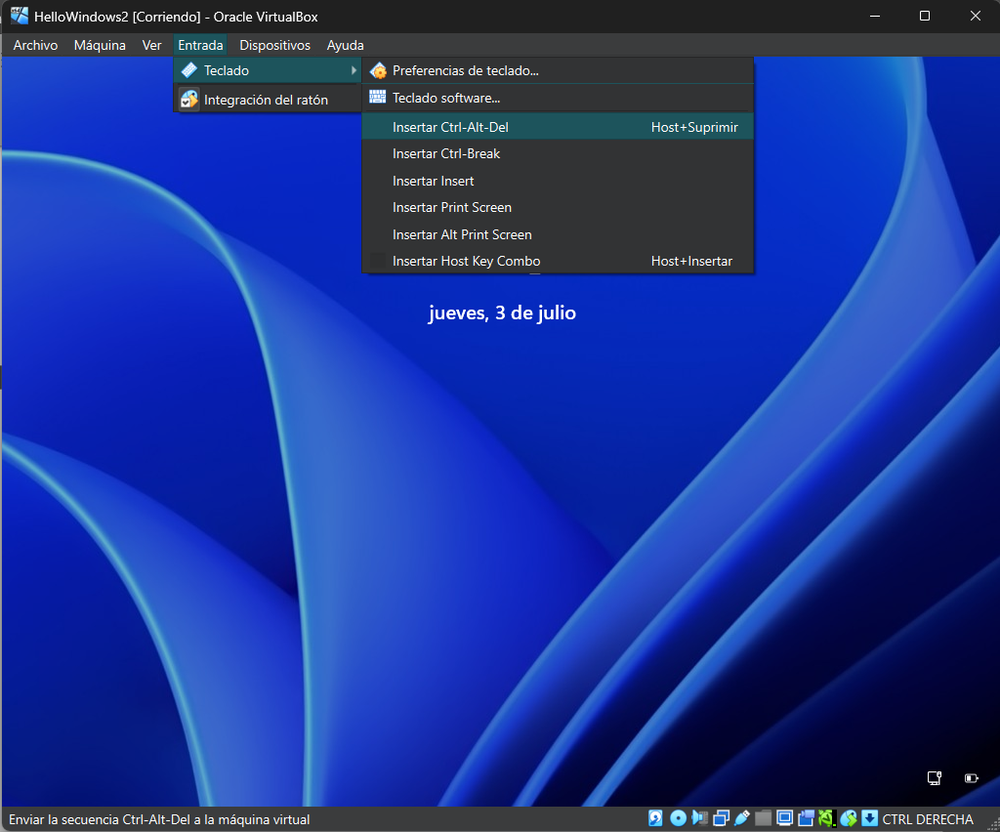 HelloWindows2 [Corriendo] - Oracle VirtualBox
Archivo Máquina Ver Entrada Dispositivos Ayuda
Teclado
Integración del ratón
Preferencias de teclado...
Teclado software...
Insertar Ctrl-Alt-Del Host+Suprimir
Insertar Ctrl-Break
Insertar Insert
Insertar Print Screen
Insertar Alt Print Screen
Insertar Host Key Combo Host+Insertar
jueves, 3 de julio
Enviar la secuencia Ctrl-Alt-Del a la máquina virtual CTRL DERECHA